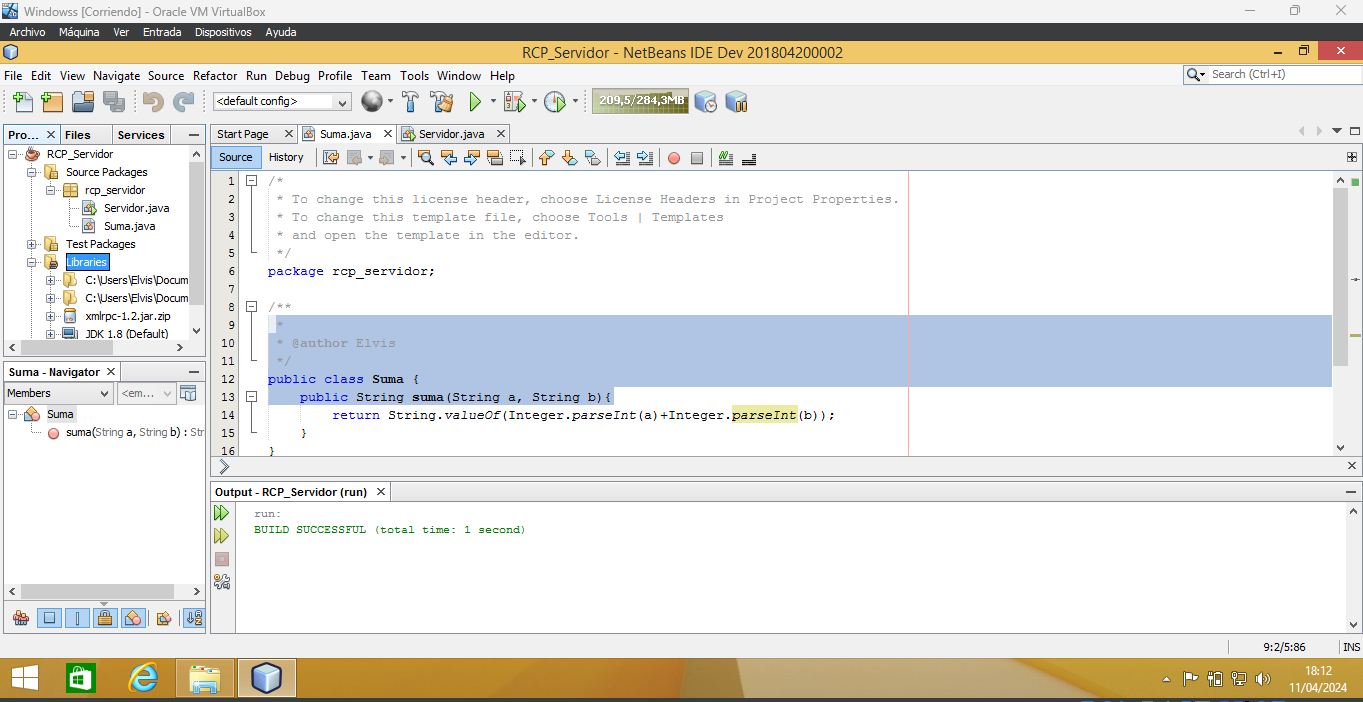 Windowss [Corriendo] - Oracle VM VirtualBox
Archivo Máquina Ver Entrada Dispositivos Ayuda
RCP_Servidor - NetBeans IDE Dev 201804200002
File Edit View Navigate Source Refactor Run Debug Profile Team Tools Window Help
Search (Ctrl+I)
<default config>
209,5/284,3MB
Pro... Files Services
RCP_Servidor
Source Packages
rcp_servidor
Servidor.java
Suma.java
Test Packages
Libraries
C:\Users\Elvis\Docum
C:\Users\Elvis\Docum
xmlrpc-1.2.jar.zip
JDK 1.8 (Default)
Suma - Navigator
Members <em...
Suma
suma(String a, String b) : Str
Start Page Suma.java Servidor.java
Source History
1 /*
2 * To change this license header, choose License Headers in Project Properties.
3 * To change this template file, choose Tools | Templates
4 * and open the template in the editor.
5 */
6 package rcp_servidor;
7
8 /**
9 *
10 * @author Elvis
11 */
12 public class Suma {
13 public String suma(String a, String b){
14 return String.valueOf(Integer.parseInt(a)+Integer.parseInt(b));
15 }
16 }
Output - RCP_Servidor (run)
run:
BUILD SUCCESSFUL (total time: 1 second)
9:2/5:86 INS
18:12
11/04/2024